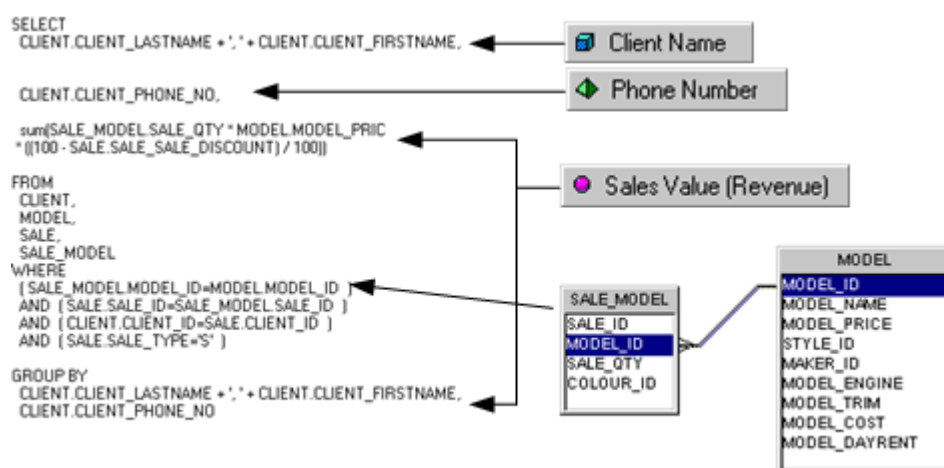 SELECT
CLIENT.CLIENT_LASTNAME + ', ' + CLIENT.CLIENT_FIRSTNAME,
CLIENT.CLIENT_PHONE_NO,
sum(SALE_MODEL.SALE_QTY * MODEL.MODEL_PRIC
* ((100 - SALE.SALE_SALE_DISCOUNT) / 100))
FROM
CLIENT,
MODEL,
SALE,
SALE_MODEL
WHERE
( SALE_MODEL.MODEL_ID=MODEL.MODEL_ID )
AND ( SALE.SALE_ID=SALE_MODEL.SALE_ID )
AND ( CLIENT.CLIENT_ID=SALE.CLIENT_ID )
AND ( SALE.SALE_TYPE='S' )
GROUP BY
CLIENT.CLIENT_LASTNAME + ', ' + CLIENT.CLIENT_FIRSTNAME,
CLIENT.CLIENT_PHONE_NO
Client Name
Phone Number
Sales Value (Revenue)
SALE_MODEL
SALE_ID
MODEL_ID
SALE_QTY
COLOUR_ID
MODEL
MODEL_ID
MODEL_NAME
MODEL_PRICE
STYLE_ID
MAKER_ID
MODEL_ENGINE
MODEL_TRIM
MODEL_COST
MODEL_DAYRENT